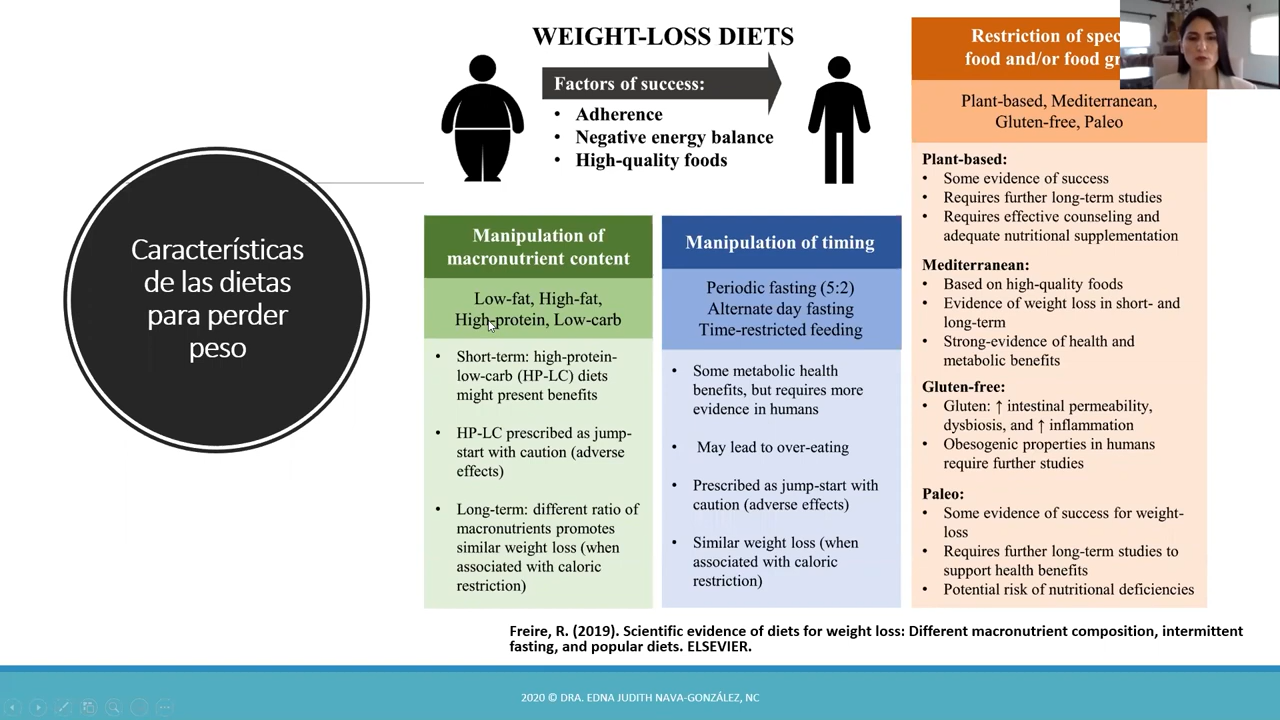 Características
de las dietas
para perder
peso
WEIGHT-LOSS DIETS
Factors of success:
• Adherence
• Negative energy balance
• High-quality foods
Manipulation of
macronutrient content
Low-fat, High-fat,
High-protein, Low-carb
• Short-term: high-protein-
low-carb (HP-LC) diets
might present benefits
• HP-LC prescribed as jump-
start with caution (adverse
effects)
• Long-term: different ratio of
macronutrients promotes
similar weight loss (when
associated with caloric
restriction)
Manipulation of timing
Periodic fasting (5:2)
Alternate day fasting
Time-restricted feeding
• Some metabolic health
benefits, but requires more
evidence in humans
• May lead to over-eating
• Prescribed as jump-start with
caution (adverse effects)
• Similar weight loss (when
associated with caloric
restriction)
Restriction of
food and/or food
Plant-based, Mediterranean,
Gluten-free, Paleo
Plant-based:
• Some evidence of success
• Requires further long-term studies
• Requires effective counseling and
adequate nutritional supplementation
Mediterranean:
• Based on high-quality foods
• Evidence of weight loss in short- and
long-term
• Strong-evidence of health and
metabolic benefits
Gluten-free:
• Gluten: ↑ intestinal permeability,
dysbiosis, and ↑ inflammation
• Obesogenic properties in humans
require further studies
Paleo:
• Some evidence of success for weight-
loss
• Requires further long-term studies to
support health benefits
• Potential risk of nutritional deficiencies
Freire, R. (2019). Scientific evidence of diets for weight loss: Different macronutrient composition, intermittent
fasting, and popular diets. ELSEVIER.
2020 © DRA. EDNA JUDITH NAVA-GONZÁLEZ, NC